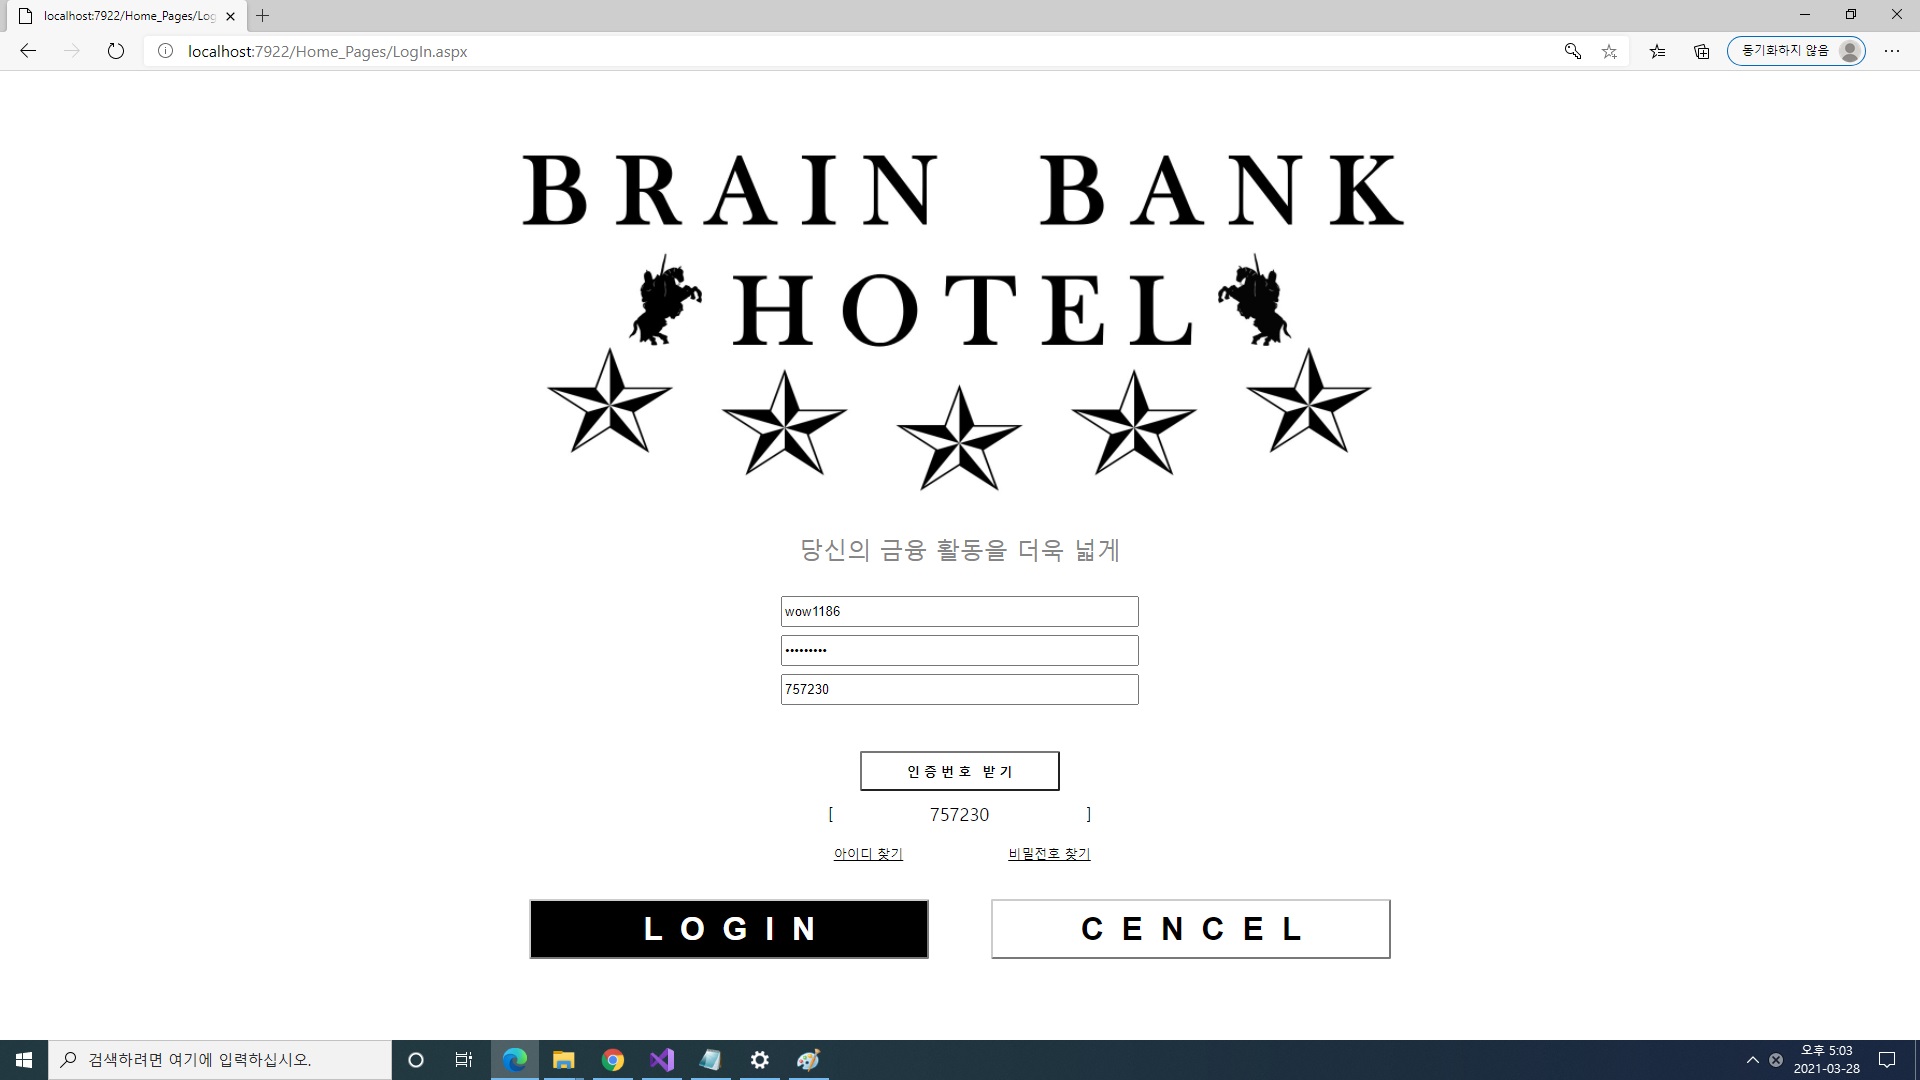 localhost:7922/Home_Pages/Log
localhost:7922/Home_Pages/LogIn.aspx
동기화하지 않음
BRAIN BANK
HOTEL
당신의 금융 활동을 더욱 넓게
wow1186
•••••••••
757230
인증번호 받기
[ 757230 ]
아이디 찾기 비밀전호 찾기
LOGIN CENCEL
검색하려면 여기에 입력하십시오.
오후 5:03
2021-03-28